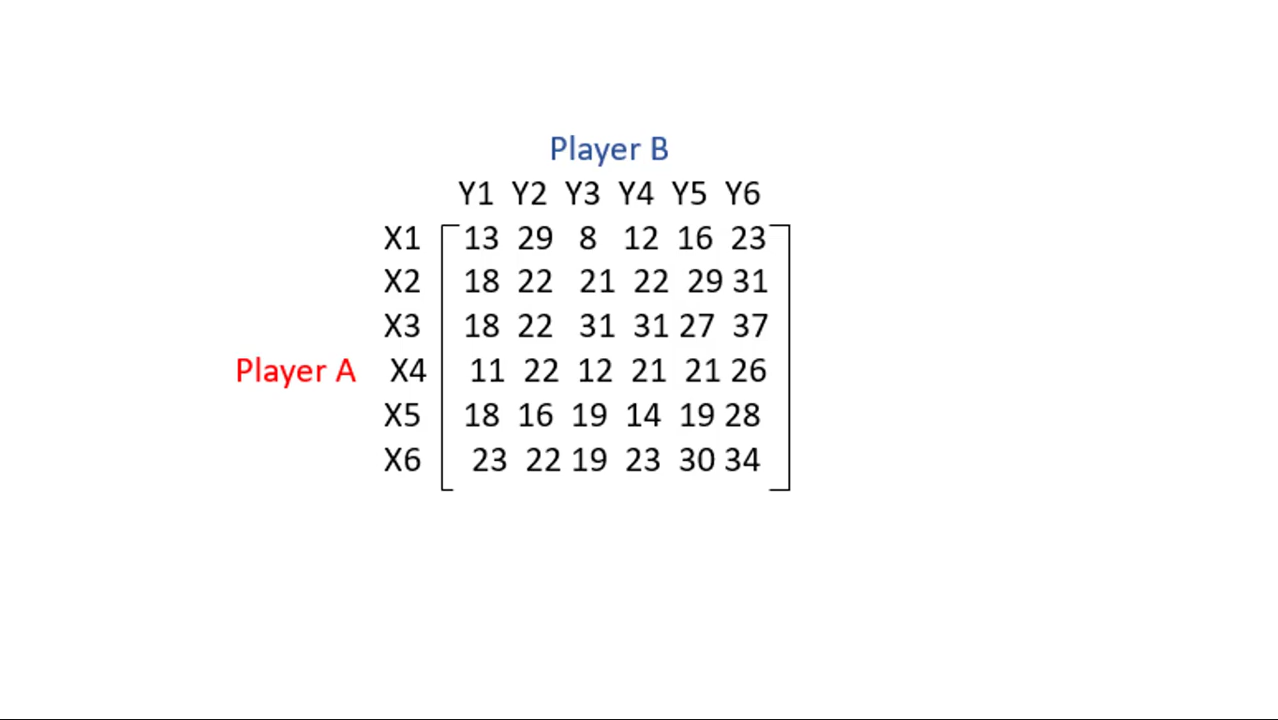 Player B
Y1 Y2 Y3 Y4 Y5 Y6
X1 13 29 8 12 16 23
X2 18 22 21 22 29 31
X3 18 22 31 31 27 37
Player A X4 11 22 12 21 21 26
X5 18 16 19 14 19 28
X6 23 22 19 23 30 34